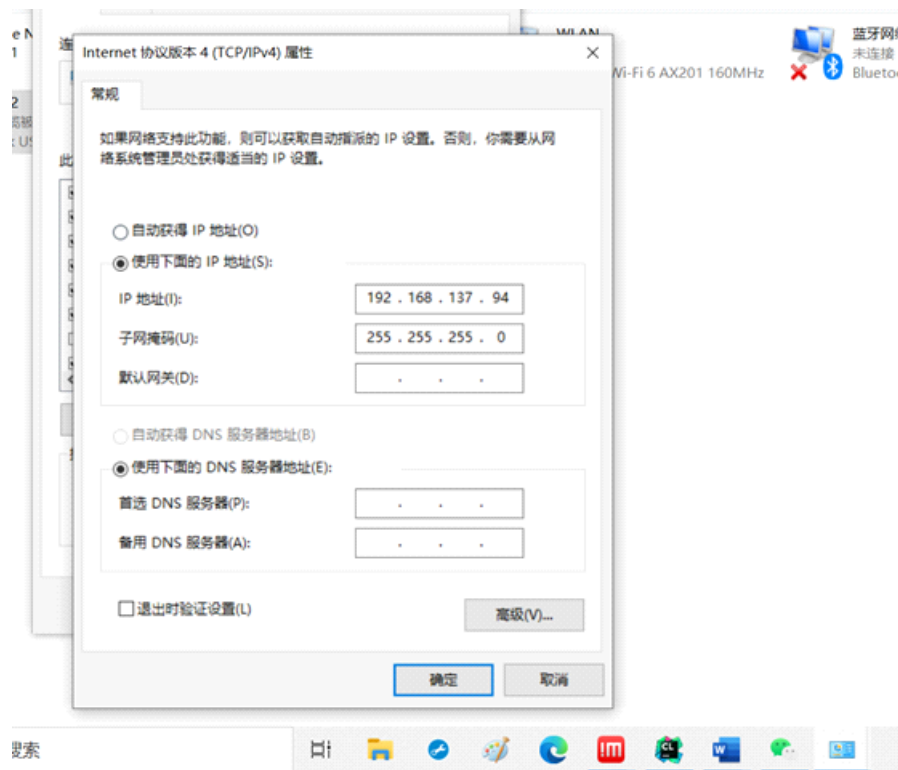 WLAN
Wi-Fi 6 AX201 160MHz
未连接
Internet 协议版本 4 (TCP/IPv4) 属性
常规
如果网络支持此功能，则可以获取自动指派的 IP 设置。否则，你需要从网
络系统管理员处获得适当的 IP 设置。
自动获得 IP 地址(O)
使用下面的 IP 地址(S):
IP 地址(I):
192 . 168 . 137 . 94
子网掩码(U):
255 . 255 . 255 . 0
默认网关(D):
自动获得 DNS 服务器地址(B)
使用下面的 DNS 服务器地址(E):
首选 DNS 服务器(P):
备用 DNS 服务器(A):
退出时验证设置(L)
高级(V)...
确定
取消
搜索